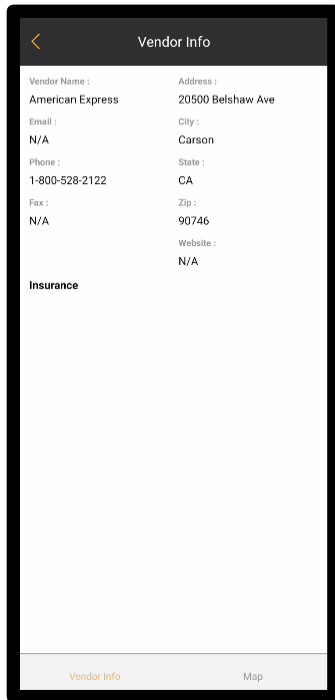 Vendor Info
Vendor Name :
American Express
Email :
N/A
Phone :
1-800-528-2122
Fax :
N/A
Address :
20500 Belshaw Ave
City :
Carson
State :
CA
Zip :
90746
Website :
N/A
Insurance
Vendor Info
Map